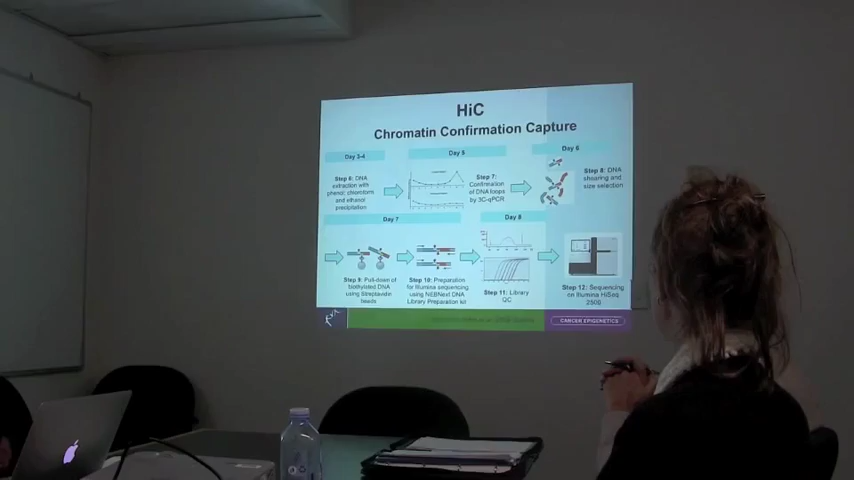 HiC
Chromatin Confirmation Capture
Day 3-4
Day 5
Day 6
Step 6: DNA
extraction with
phenol: chloroform
and ethanol
precipitation
Step 7:
Confirmation
of DNA loops
by 3C-qPCR
Step 8: DNA
shearing and
size selection
Day 7
Day 8
Step 9: Pull-down of
biotinylated DNA
using Streptavidin
beads
Step 10: Preparation
for Illumina sequencing
using NEBNext DNA
Library Preparation kit
Step 11: Library
QC
Step 12: Sequencing
on Illumina HiSeq
2500
CANCER EPIGENETICS